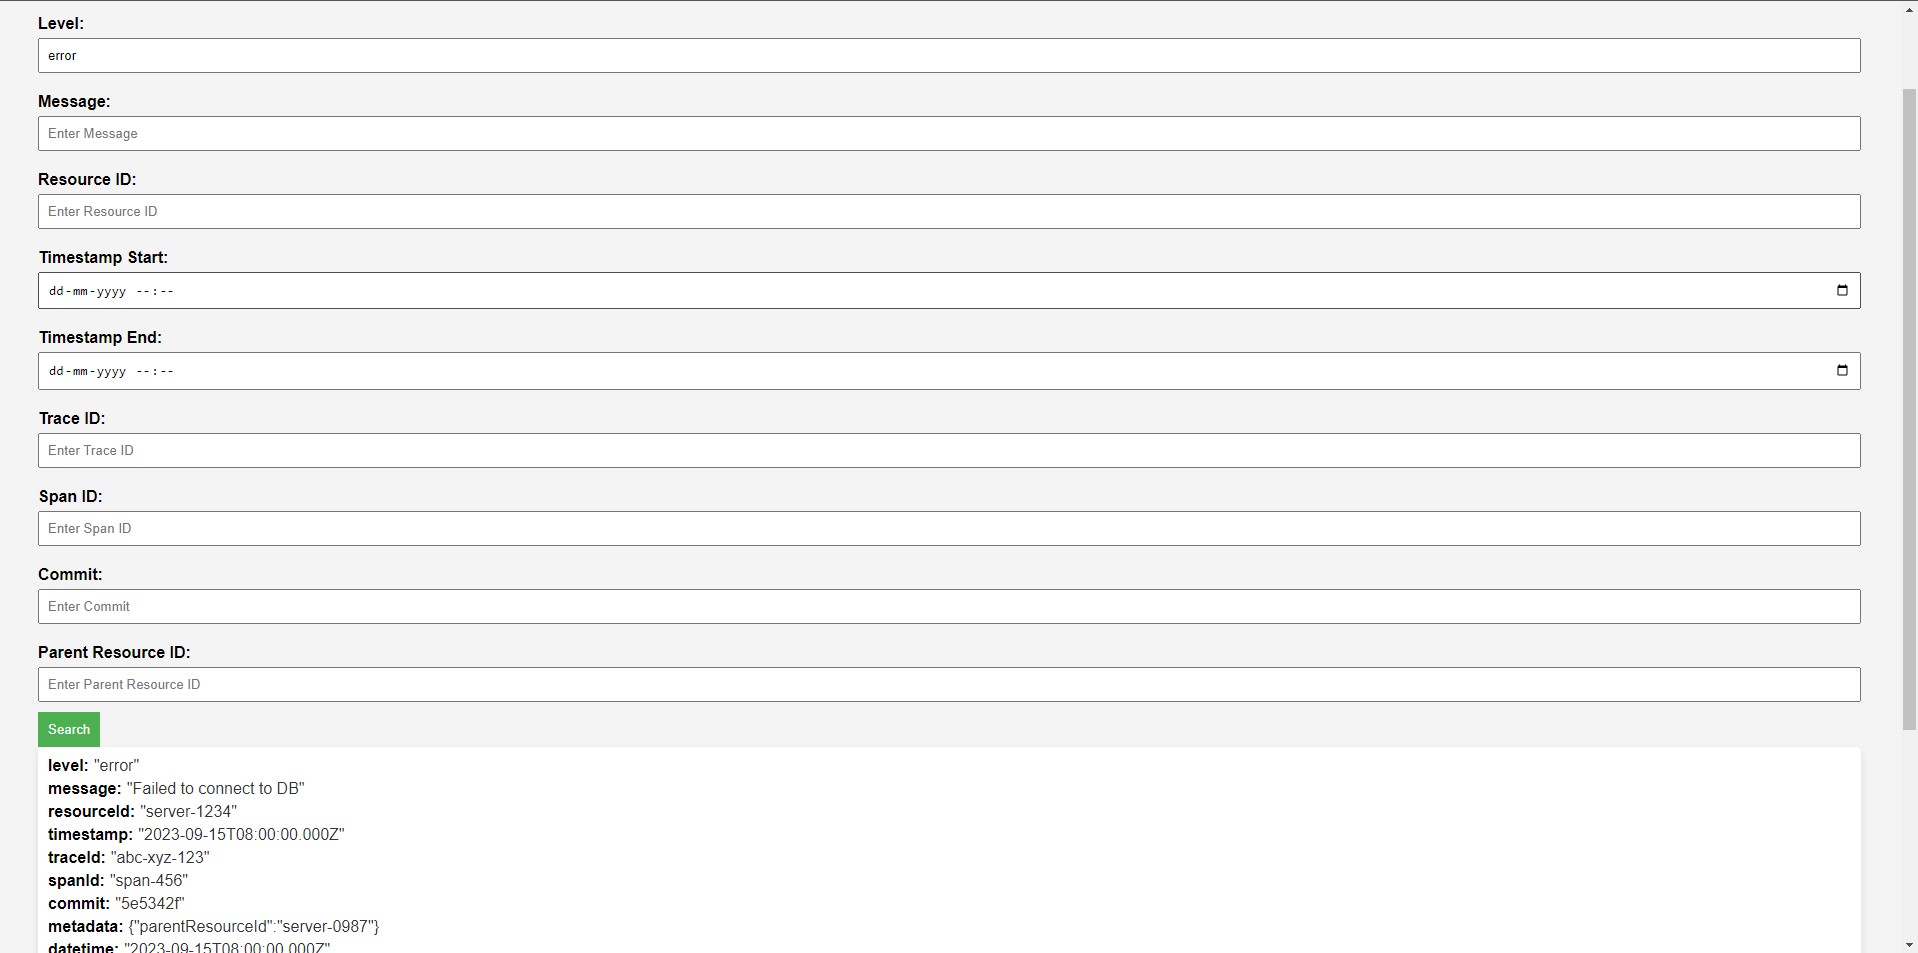 Level:
error
Message:
Enter Message
Resource ID:
Enter Resource ID
Timestamp Start:
dd-mm-yyyy --:--
Timestamp End:
dd-mm-yyyy --:--
Trace ID:
Enter Trace ID
Span ID:
Enter Span ID
Commit:
Enter Commit
Parent Resource ID:
Enter Parent Resource ID
Search
level: "error"
message: "Failed to connect to DB"
resourceId: "server-1234"
timestamp: "2023-09-15T08:00:00.000Z"
traceId: "abc-xyz-123"
spanId: "span-456"
commit: "5e5342f"
metadata: {"parentResourceId":"server-0987"}
datetime: "2023-09-15T08:00:00.000Z"